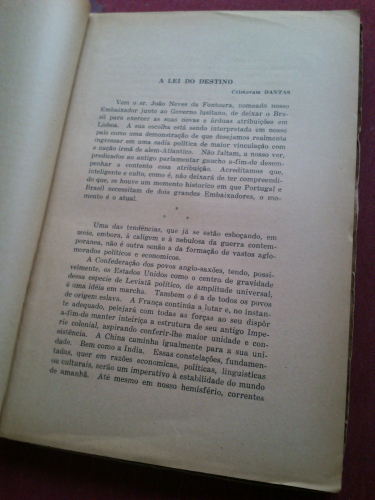 A LEI DO DESTINO
Cristovam DANTAS
Vem o sr. João Neves da Fontoura, nomeado nosso
Embaixador junto ao Governo lusitano, de deixar o Bra-
sil para exercer as suas novas e árduas atribuições em
Lisboa. A sua escolha está sendo interpretada em nosso
país como uma demonstração de que desejamos realmente
ingressar em uma nadia política de maior vinculação com
a nação irmã de alem-Atlantico. Não faltam, a nosso ver,
predicados ao antigo parlamentar gaucho a-fim-de desem-
penhar a contento essa atribuição. Acreditamos que,
inteligente e culto, como é, não deixará de ter compreendi-
do que, se houve um momento historico em que Portugal e
Brasil necessitam de dois grandes Embaixadores, o mo-
mento é o atual.
* * *
Uma das tendências, que já se estão esboçando, em
meio, embora, à caligem e à nebulosa da guerra contem-
poranea, não é outra senão a da formação de vastos aglo-
morados politicos e economicos.
A Confederação dos povos anglo-saxões, tendo, possi-
velmente, os Estados Unidos como o centro de gravidade
dessa especie de Leviatã politico, de amplitude universal,
é uma idéia em marcha. Tambem o é a de todos os povos
de origem eslava. A França continúa a lutar e, no instan-
te adequado, pelejará com todas as forças ao seu dispôr
a-fim-de manter inteiriça a estrutura de seu antigo Impe-
rio colonial, aspirando conferir-lhe maior unidade e con-
sistência. A China caminha igualmente para a sua uni-
dade. Bem como a India. Essas constelações, fundamen-
tadas, quer em razões economicas, politicas, linguisticas
ou culturais, serão um imperativo à estabilidade do mundo
de amanhã. Até mesmo em nosso hemisfério, correntes